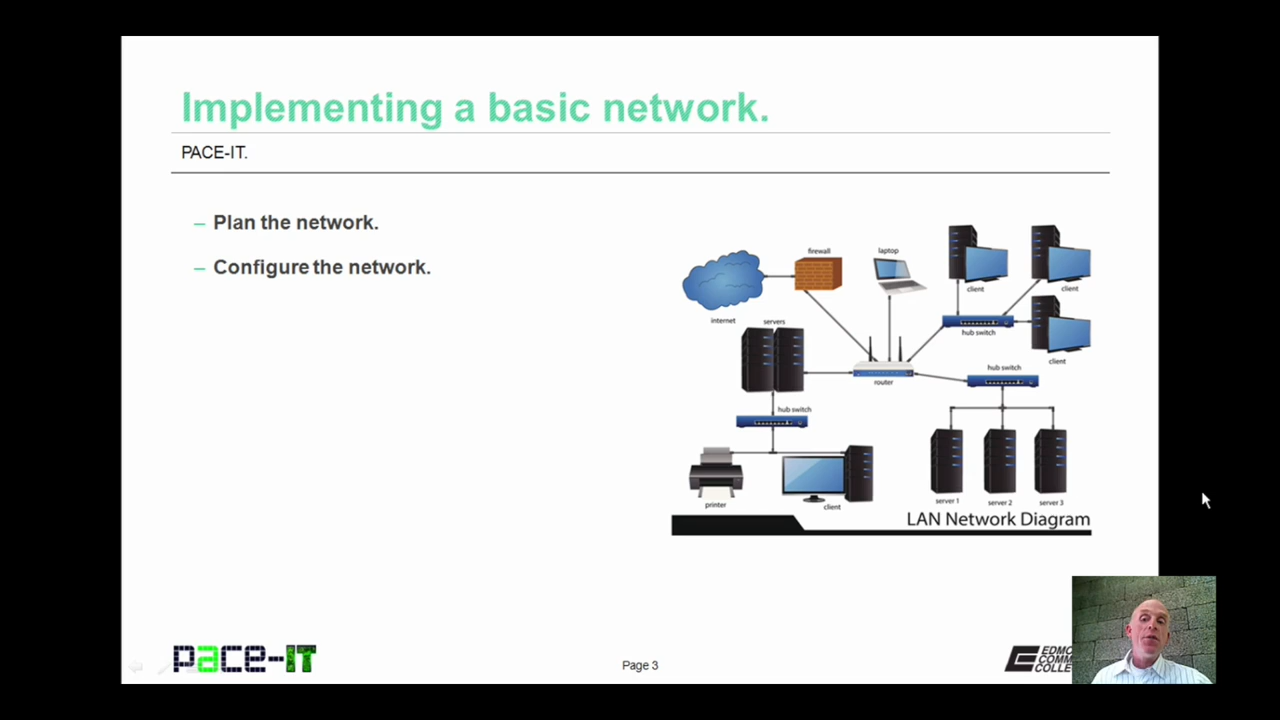 Implementing a basic network.
PACE-IT.
– Plan the network.
– Configure the network.
firewall
laptop
client
client
internet
servers
hub switch
client
router
hub switch
hub switch
printer
client
server 1
server 2
server 3
LAN Network Diagram
pace-IT
Page 3